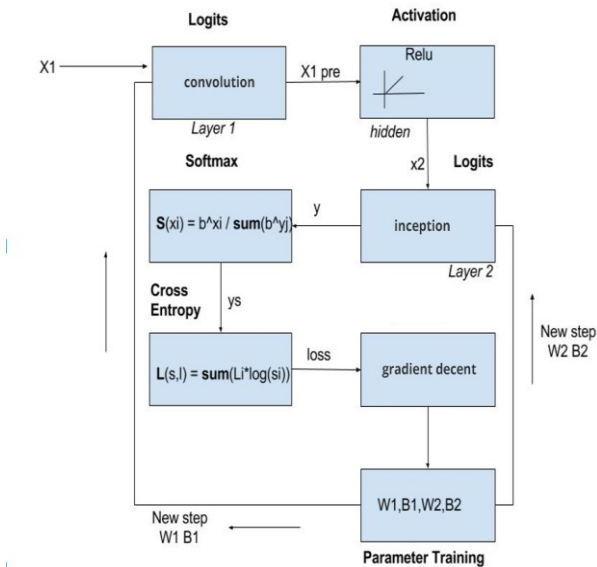 Logits
Activation
X1
convolution
X1 pre
Relu
Layer 1
hidden
Softmax
x2
Logits
S(xi) = b^xi / sum(b^yj)
y
inception
Layer 2
Cross
Entropy
ys
New step
W2 B2
L(s,l) = sum(Li*log(si))
loss
gradient decent
W1,B1,W2,B2
New step
W1 B1
Parameter Training